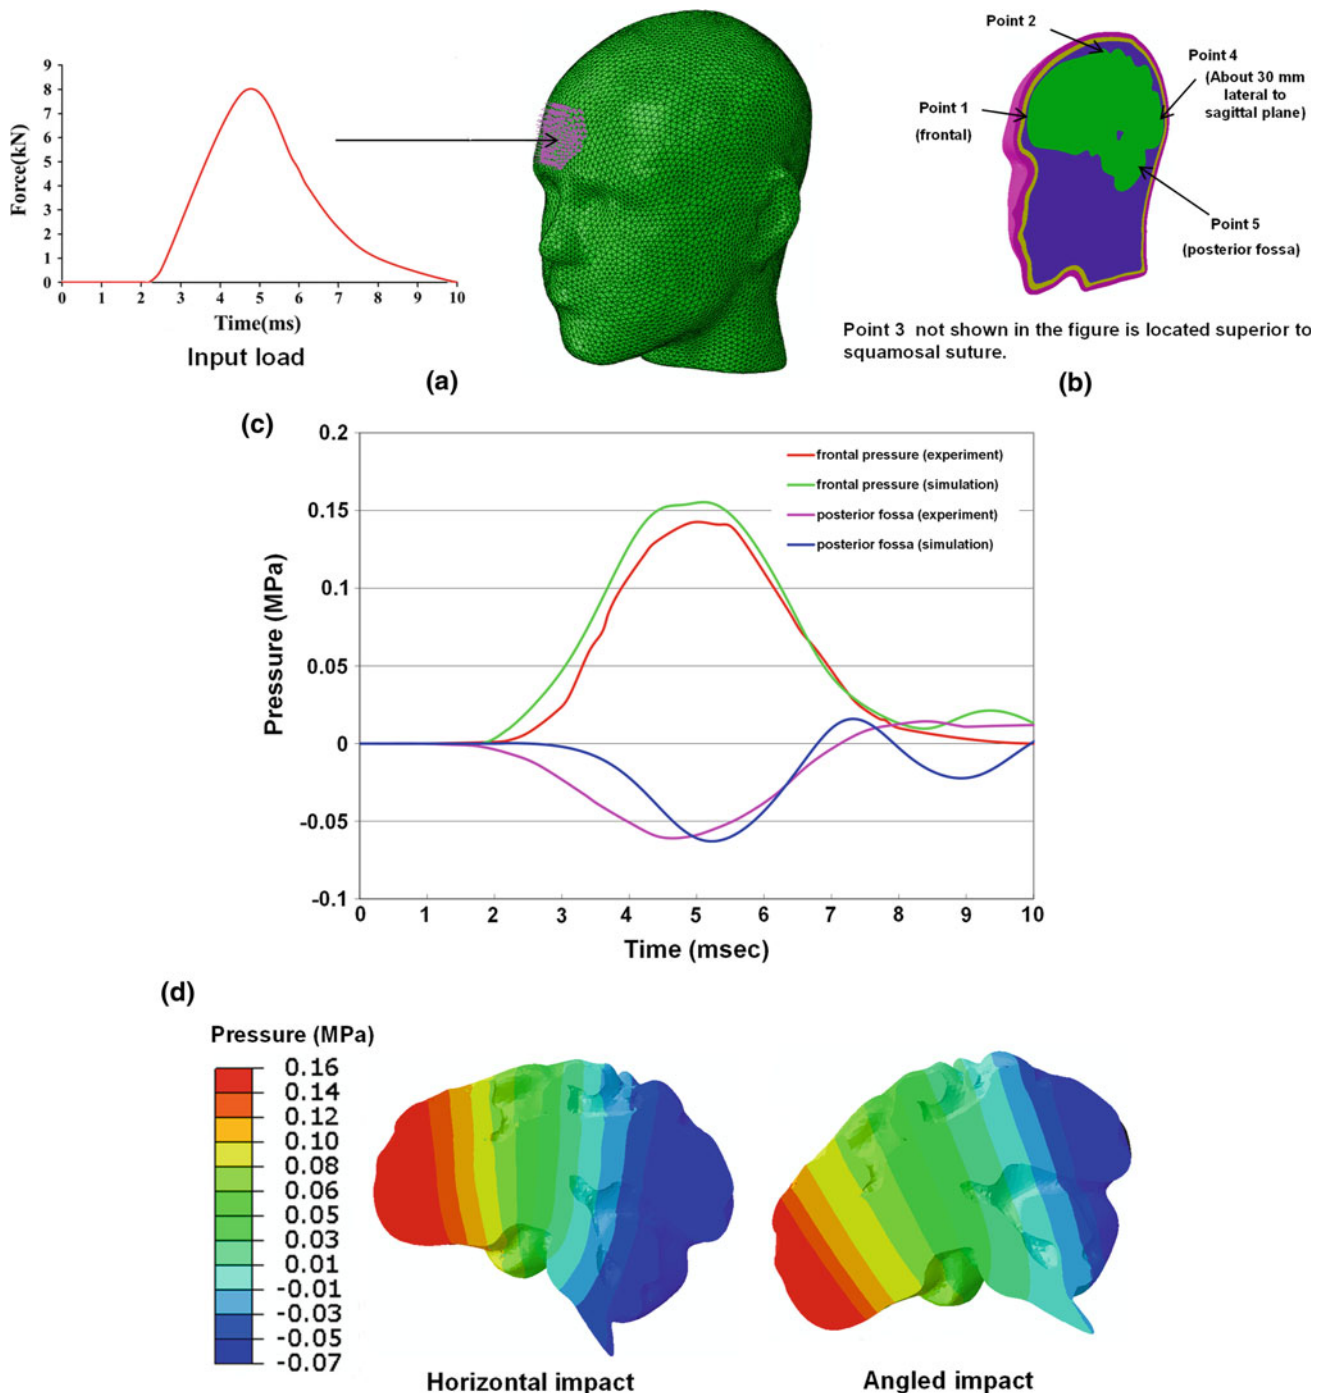 Force(kN)
9
8
7
6
5
4
3
2
1
0
0 1 2 3 4 5 6 7 8 9 10
Time(ms)
Input load
(a)
Point 2
Point 4
(About 30 mm
lateral to
sagittal plane)
Point 1
(frontal)
Point 5
(posterior fossa)
Point 3 not shown in the figure is located superior to
squamosal suture.
(b)
(c)
Pressure (MPa)
0.2
0.15
0.1
0.05
0
-0.05
-0.1
frontal pressure (experiment)
frontal pressure (simulation)
posterior fossa (experiment)
posterior fossa (simulation)
0 1 2 3 4 5 6 7 8 9 10
Time (msec)
(d)
Pressure (MPa)
0.16
0.14
0.12
0.10
0.08
0.06
0.05
0.03
0.01
-0.01
-0.03
-0.05
-0.07
Horizontal impact
Angled impact